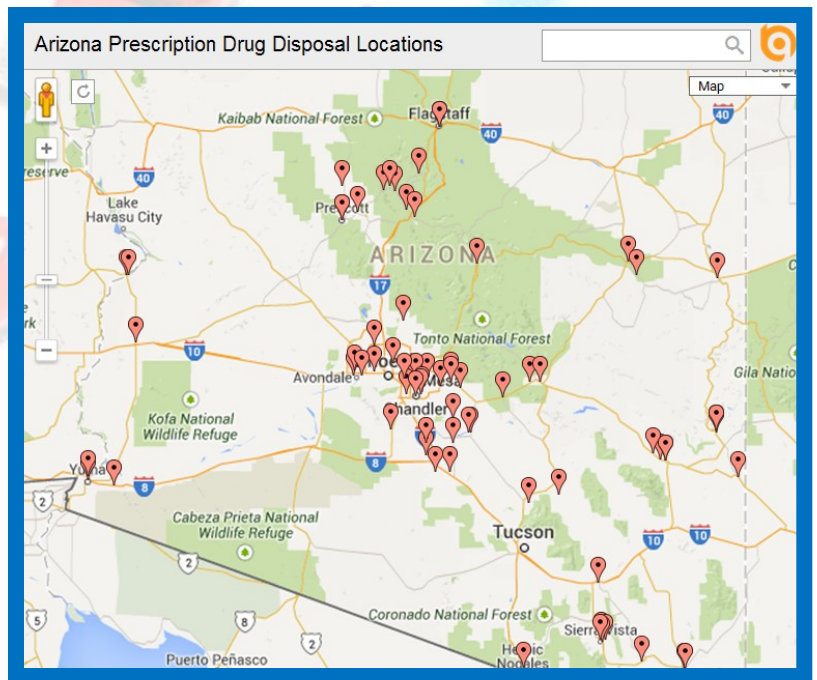 Arizona Prescription Drug Disposal Locations
Map
Kaibab National Forest
Flagstaff
40
40
40
Lake
Havasu City
Prescott
ARIZONA
17
Tonto National Forest
10
Avondale
Mesa
Chandler
Gila Natio
Kofa National
Wildlife Refuge
8
Yuma
8
2
Cabeza Prieta National
Wildlife Refuge
Tucson
10
10
2
Coronado National Forest
5
8
Sierra Vista
2
Heroic
Nogales
Puerto Peñasco